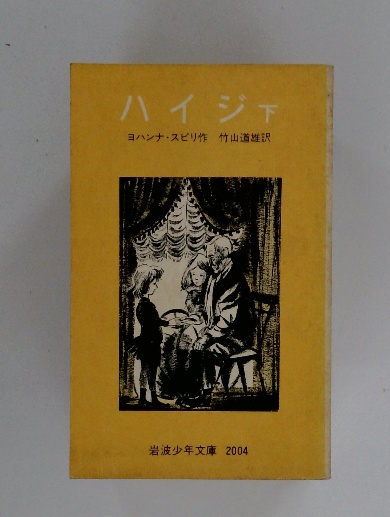 ハイジ 下
ヨハンナ・スピリ作 竹山道雄訳
岩波少年文庫 2004